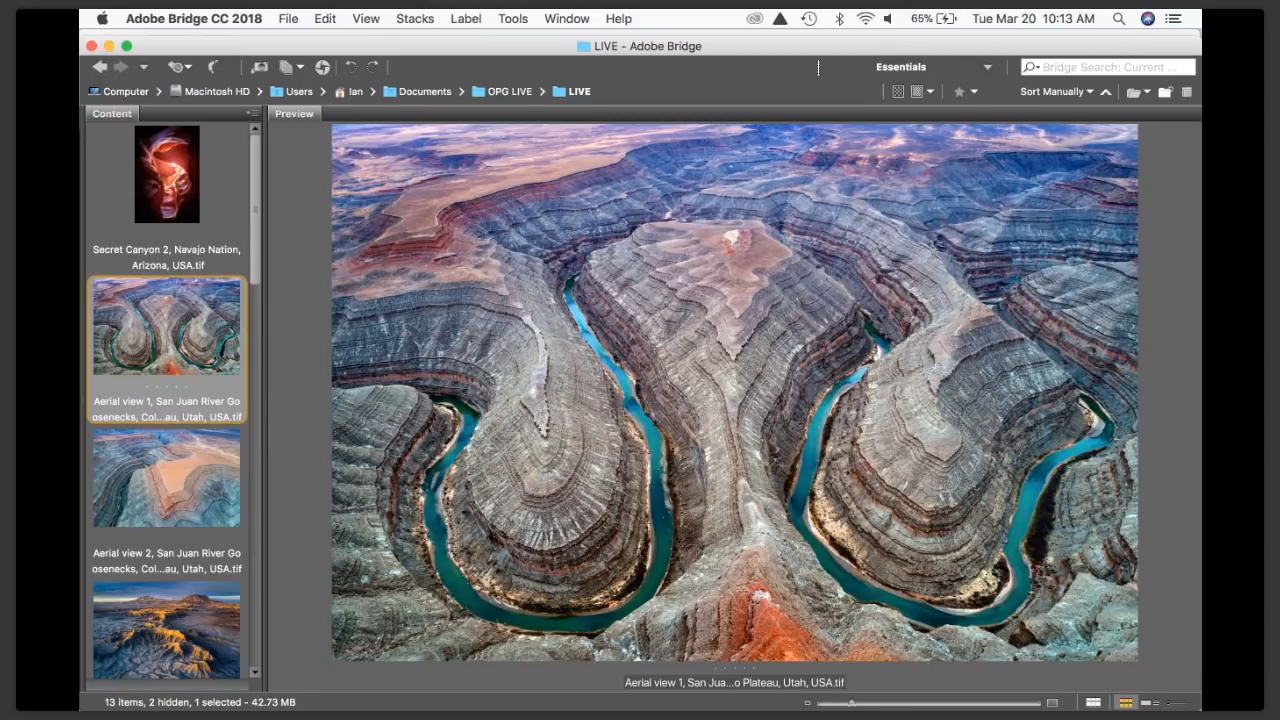 Adobe Bridge CC 2018 File Edit View Stacks Label Tools Window Help 65% Tue Mar 20 10:13 AM
LIVE - Adobe Bridge
Essentials Bridge Search: Current ...
Computer Macintosh HD Users Ian Documents OPG LIVE LIVE Sort Manually
Content Preview
Secret Canyon 2, Navajo Nation,
Arizona, USA.tif
Aerial view 1, San Juan River Go
osenecks, Col...au, Utah, USA.tif
Aerial view 2, San Juan River Go
osenecks, Col...au, Utah, USA.tif
Aerial view 1, San Jua...o Plateau, Utah, USA.tif
13 items, 2 hidden, 1 selected - 42.73 MB